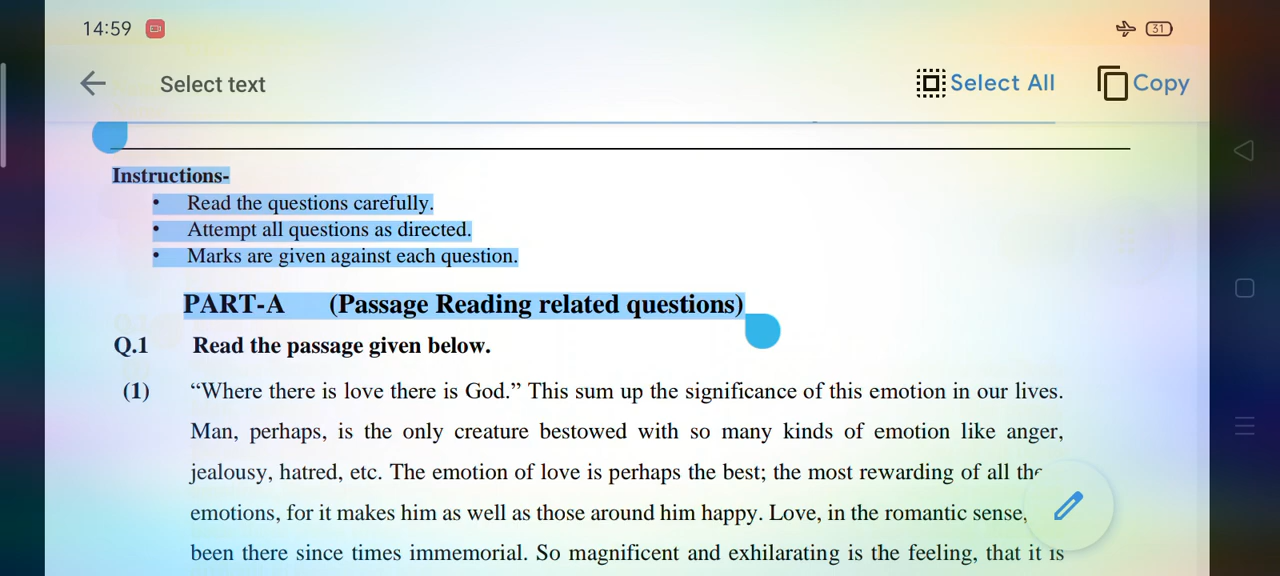 14:59
31
Select text
Select All
Copy
Instructions-
• Read the questions carefully.
• Attempt all questions as directed.
• Marks are given against each question.
PART-A (Passage Reading related questions)
Q.1 Read the passage given below.
(1) “Where there is love there is God.” This sum up the significance of this emotion in our lives.
Man, perhaps, is the only creature bestowed with so many kinds of emotion like anger,
jealousy, hatred, etc. The emotion of love is perhaps the best; the most rewarding of all the
emotions, for it makes him as well as those around him happy. Love, in the romantic sense,
been there since times immemorial. So magnificent and exhilarating is the feeling, that it is